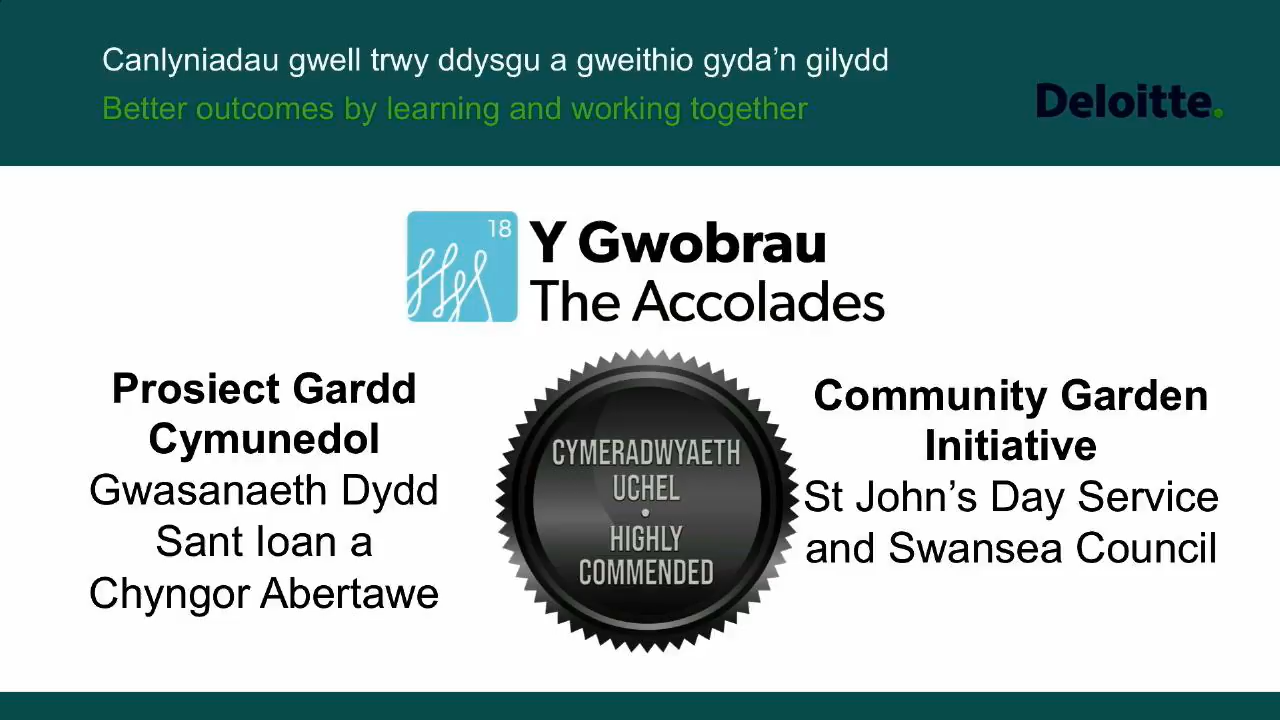 Canlyniadau gwell trwy ddysgu a gweithio gyda’n gilydd
Better outcomes by learning and working together
Deloitte.
18
Y Gwobrau
The Accolades
Prosiect Gardd
Cymunedol
Gwasanaeth Dydd
Sant Ioan a
Chyngor Abertawe
CYMERADWYAETH
UCHEL
•
HIGHLY
COMMENDED
Community Garden
Initiative
St John’s Day Service
and Swansea Council